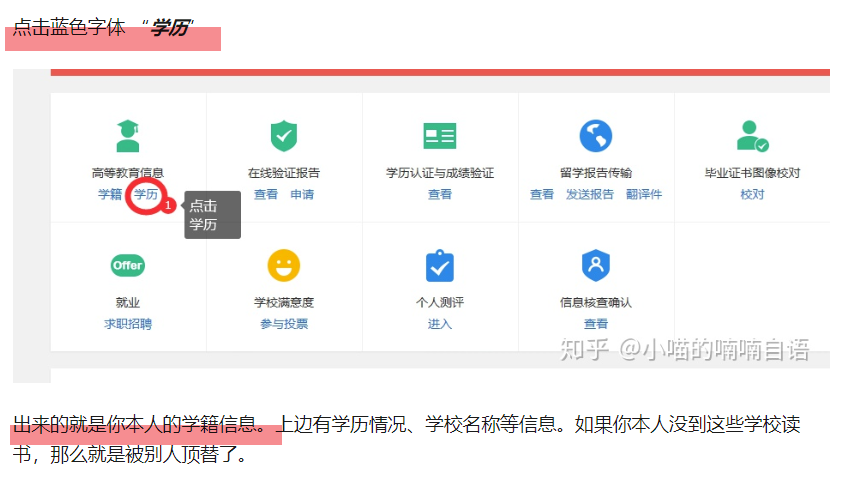 点击蓝色字体 “学历”
高等教育信息
学籍 学历
1
点击
学历
在线验证报告
查看 申请
学历认证与成绩验证
查看
留学报告传输
查看 发送报告 翻译件
毕业证书图像校对
校对
Offer
就业
求职招聘
学校满意度
参与投票
个人测评
进入
信息核查确认
查看
知乎 @小喵的喃喃自语
出来的就是你本人的学籍信息。上边有学历情况、学校名称等信息。如果你本人没到这些学校读
书，那么就是被别人顶替了。